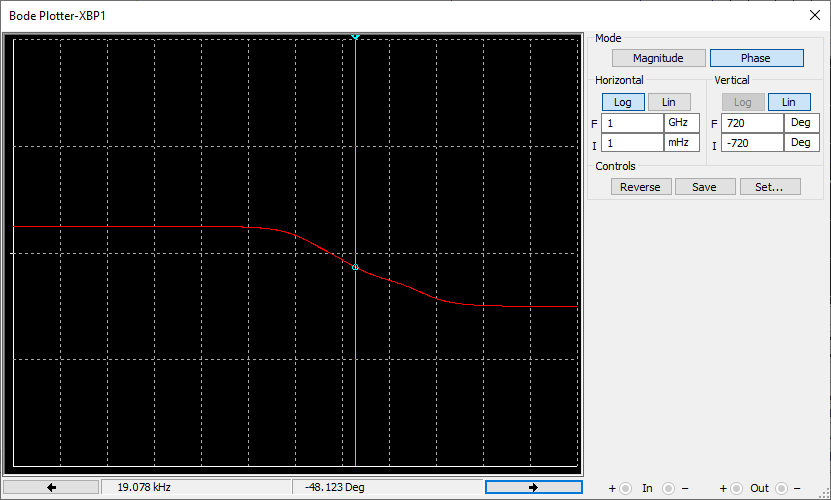 Bode Plotter-XBP1
Mode
Magnitude Phase
Horizontal Vertical
Log Lin Log Lin
F 1 GHz F 720 Deg
I 1 mHz I -720 Deg
Controls
Reverse Save Set...
19.078 kHz -48.123 Deg
+ In − + Out −